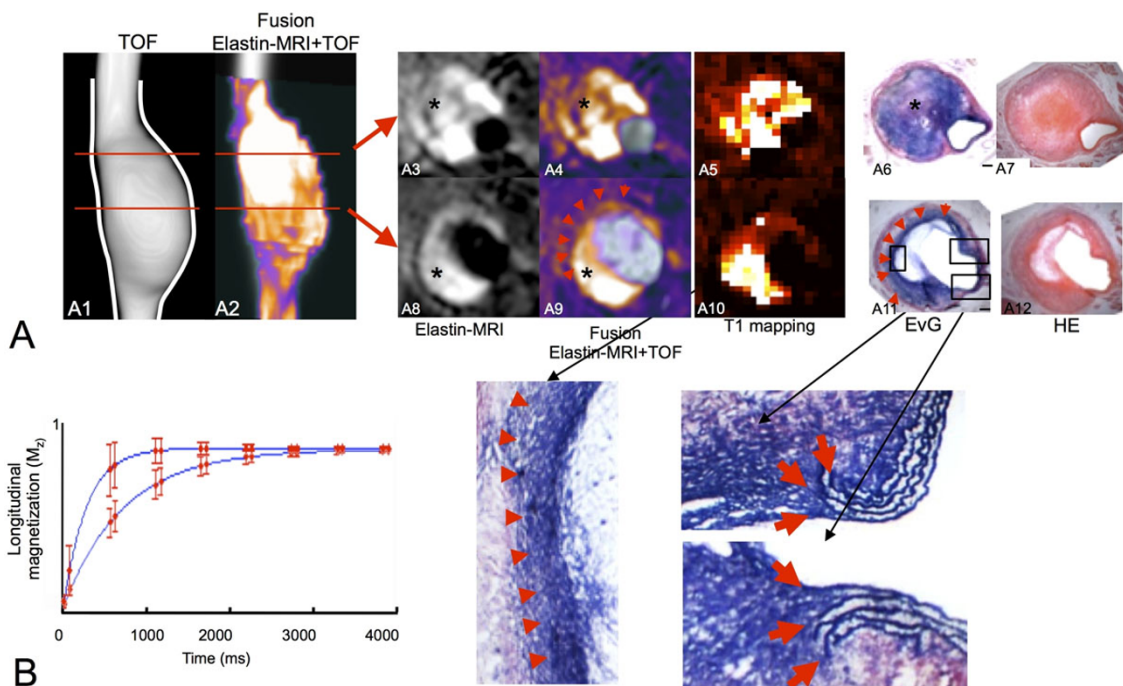 TOF
Fusion
Elastin-MRI+TOF
A1
A2
*
A3
*
A4
A5
*
A6
A7
*
A8
*
A9
A10
A11
A12
Elastin-MRI
Fusion
Elastin-MRI+TOF
T1 mapping
EvG
HE
A
1
Longitudinal
magnetization (Mz)
0
1000
2000
3000
4000
Time (ms)
B